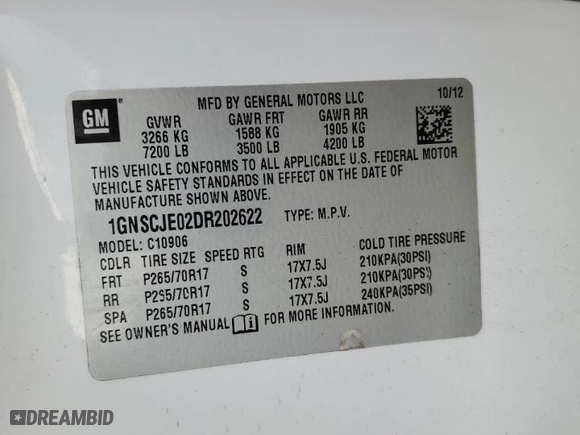 GM
MFD BY GENERAL MOTORS LLC 10/12
GVWR GAWR FRT GAWR RR
3266 KG 1588 KG 1905 KG
7200 LB 3500 LB 4200 LB
THIS VEHICLE CONFORMS TO ALL APPLICABLE U.S. FEDERAL MOTOR
VEHICLE SAFETY STANDARDS IN EFFECT ON THE DATE OF
MANUFACTURE SHOWN ABOVE.
1GNSCJE02DR202622 TYPE: M.P.V.
MODEL: C10906
CDLR TIRE SIZE SPEED RTG RIM COLD TIRE PRESSURE
FRT P265/70R17 S 17X7.5J 210KPA(30PSI)
RR P265/70R17 S 17X7.5J 210KPA(30PSI)
SPA P265/70R17 S 17X7.5J 240KPA(35PSI)
SEE OWNER'S MANUAL FOR MORE INFORMATION.
DREAMBID